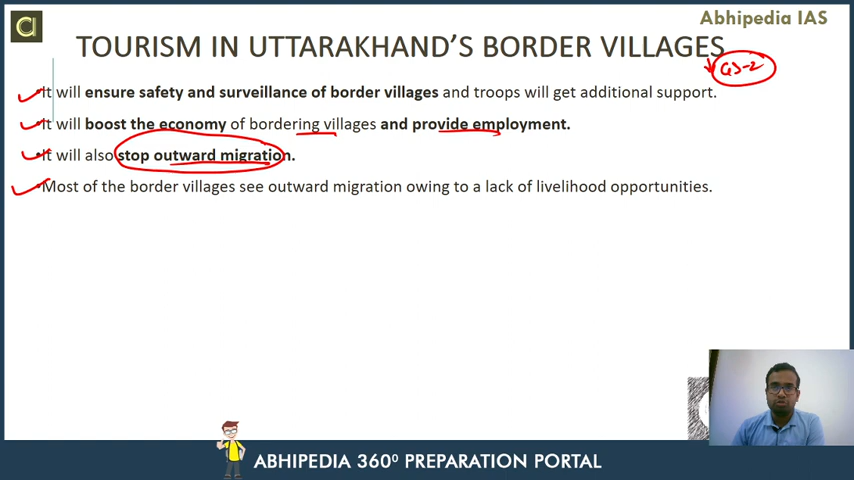 Abhipedia IAS
TOURISM IN UTTARAKHAND'S BORDER VILLAGES
GS-2
•It will ensure safety and surveillance of border villages and troops will get additional support.
•It will boost the economy of bordering villages and provide employment.
•It will also stop outward migration.
•Most of the border villages see outward migration owing to a lack of livelihood opportunities.
ABHIPEDIA 360⁰ PREPARATION PORTAL